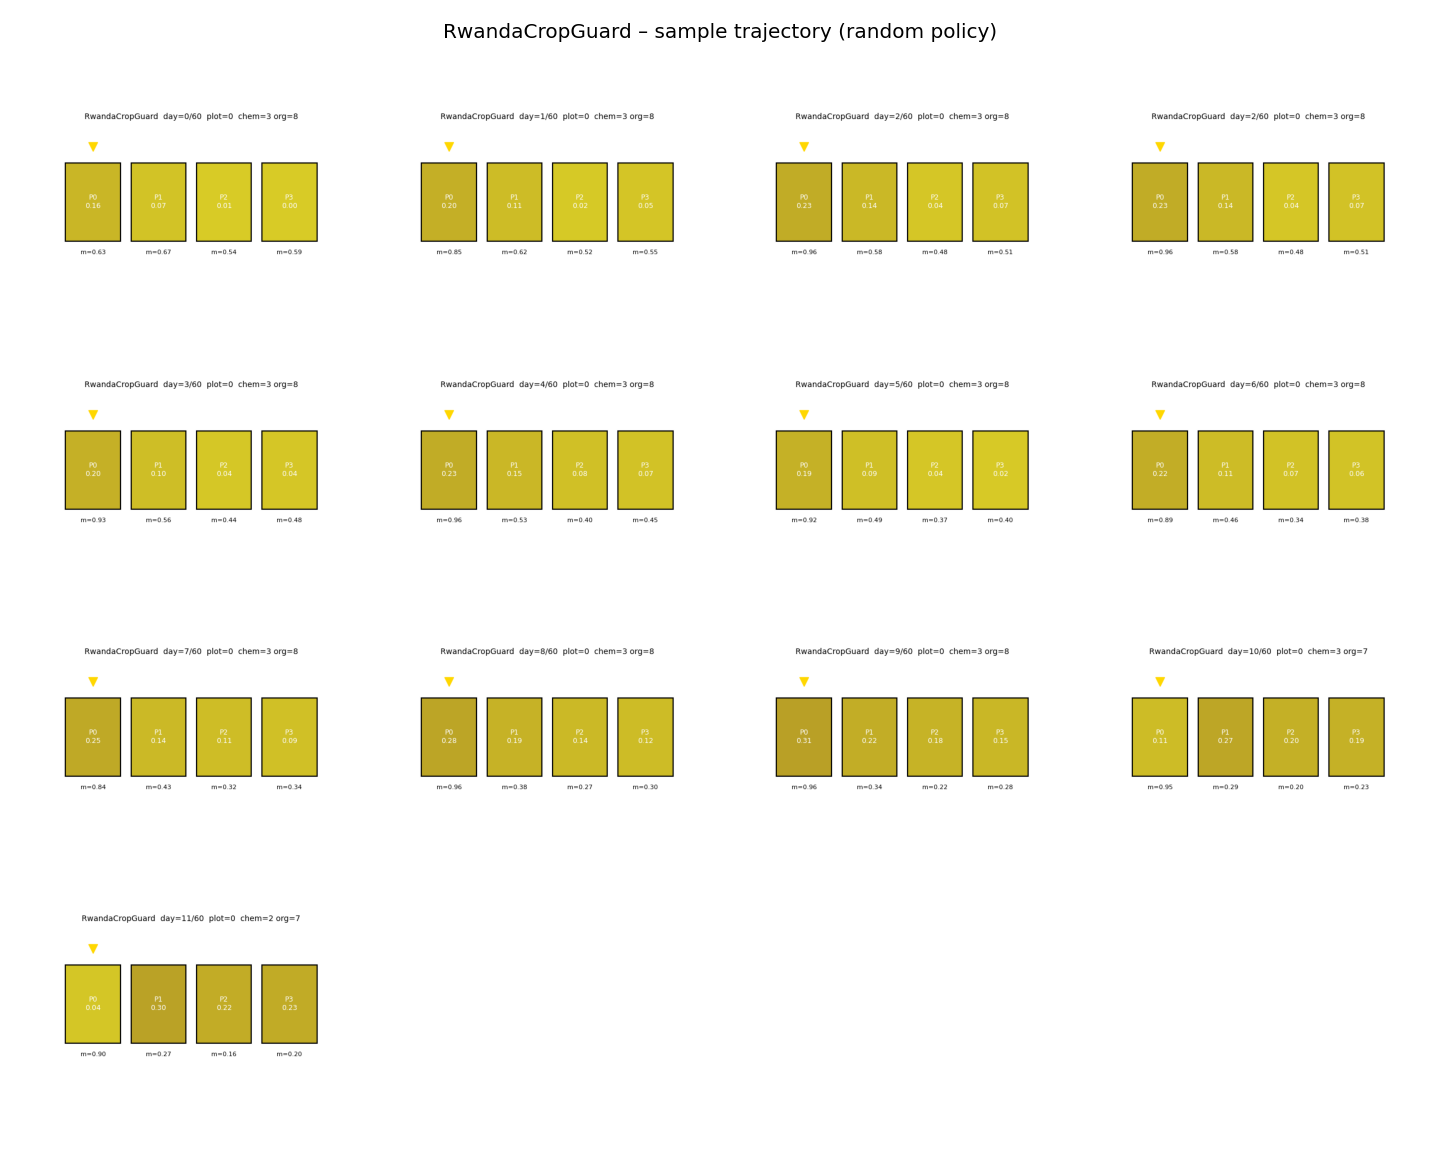 RwandaCropGuard – sample trajectory (random policy)
RwandaCropGuard day=0/60 plot=0 chem=3 org=8
P0 P1 P2 P3
0.16 0.07 0.01 0.00
m=0.63 m=0.67 m=0.54 m=0.59
RwandaCropGuard day=1/60 plot=0 chem=3 org=8
P0 P1 P2 P3
0.20 0.11 0.02 0.05
m=0.85 m=0.62 m=0.52 m=0.55
RwandaCropGuard day=2/60 plot=0 chem=3 org=8
P0 P1 P2 P3
0.23 0.14 0.04 0.07
m=0.96 m=0.58 m=0.48 m=0.51
RwandaCropGuard day=2/60 plot=0 chem=3 org=8
P0 P1 P2 P3
0.23 0.14 0.04 0.07
m=0.96 m=0.58 m=0.48 m=0.51
RwandaCropGuard day=3/60 plot=0 chem=3 org=8
P0 P1 P2 P3
0.20 0.10 0.04 0.04
m=0.93 m=0.56 m=0.44 m=0.48
RwandaCropGuard day=4/60 plot=0 chem=3 org=8
P0 P1 P2 P3
0.23 0.15 0.08 0.07
m=0.96 m=0.53 m=0.40 m=0.45
RwandaCropGuard day=5/60 plot=0 chem=3 org=8
P0 P1 P2 P3
0.19 0.09 0.04 0.02
m=0.92 m=0.49 m=0.37 m=0.40
RwandaCropGuard day=6/60 plot=0 chem=3 org=8
P0 P1 P2 P3
0.22 0.11 0.07 0.06
m=0.89 m=0.46 m=0.34 m=0.38
RwandaCropGuard day=7/60 plot=0 chem=3 org=8
P0 P1 P2 P3
0.25 0.14 0.11 0.09
m=0.84 m=0.43 m=0.32 m=0.34
RwandaCropGuard day=8/60 plot=0 chem=3 org=8
P0 P1 P2 P3
0.28 0.19 0.14 0.12
m=0.96 m=0.38 m=0.27 m=0.30
RwandaCropGuard day=9/60 plot=0 chem=3 org=8
P0 P1 P2 P3
0.31 0.22 0.18 0.15
m=0.96 m=0.34 m=0.22 m=0.28
RwandaCropGuard day=10/60 plot=0 chem=3 org=7
P0 P1 P2 P3
0.11 0.27 0.20 0.19
m=0.95 m=0.29 m=0.20 m=0.23
RwandaCropGuard day=11/60 plot=0 chem=2 org=7
P0 P1 P2 P3
0.04 0.30 0.22 0.23
m=0.90 m=0.27 m=0.16 m=0.20